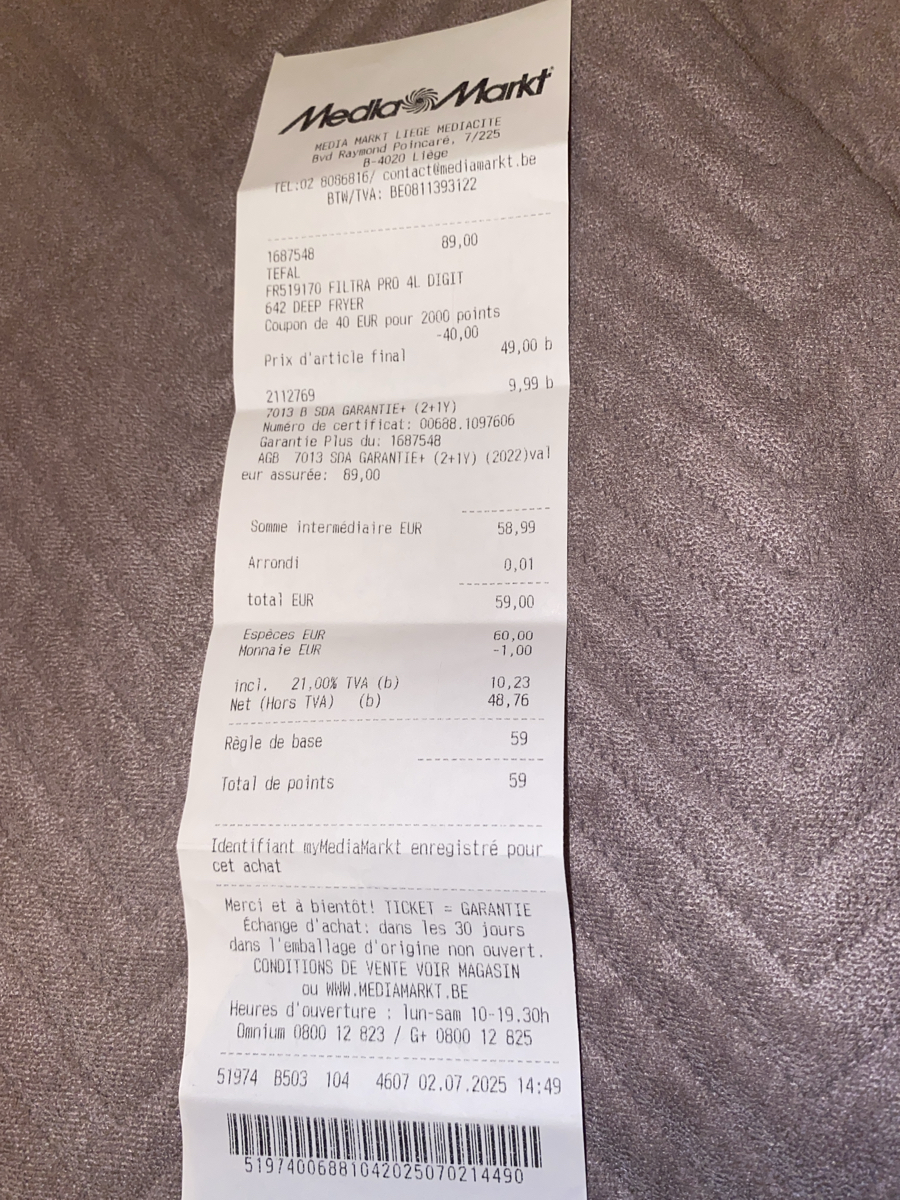 MediaMarkt
MEDIA MARKT LIEGE MEDIACITE
Bvd Raymond Poincaré, 7/225
B-4020 Liège
TEL:02 8086816/ contact@mediamarkt.be
BTW/TVA: BE0811393122
1687548 89,00
TEFAL
FR519170 FILTRA PRO 4L DIGIT
642 DEEP FRYER
Coupon de 40 EUR pour 2000 points
-40,00
Prix d'article final 49,00 b
2112769 9,99 b
7013 B SDA GARANTIE+ (2+1Y)
Numéro de certificat: 00688.1097606
Garantie Plus du: 1687548
AGB 7013 SDA GARANTIE+ (2+1Y) (2022)val
eur assurée: 89,00
Somme intermédiaire EUR 58,99
Arrondi 0,01
total EUR 59,00
Espèces EUR 60,00
Monnaie EUR -1,00
incl. 21,00% TVA (b) 10,23
Net (Hors TVA) (b) 48,76
Règle de base 59
Total de points 59
Identifiant myMediaMarkt enregistré pour
cet achat
Merci et à bientôt! TICKET = GARANTIE
Échange d'achat: dans les 30 jours
dans l'emballage d'origine non ouvert.
CONDITIONS DE VENTE VOIR MAGASIN
ou WWW.MEDIAMARKT.BE
Heures d'ouverture : lun-sam 10-19.30h
Omnium 0800 12 823 / G+ 0800 12 825
51974 B503 104 4607 02.07.2025 14:49
5197400688104202507021449​0